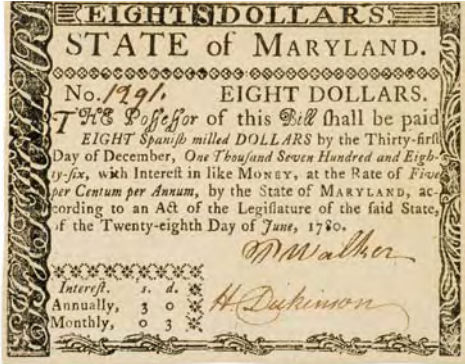 EIGHT DOLLARS.
STATE of MARYLAND.
No. 1291. EIGHT DOLLARS.
THE Poſſeſſor of this Bill ſhall be paid
EIGHT Spaniſh milled DOLLARS by the Thirty-firſt
Day of December, One Thouſand Seven Hundred and Eigh-
ty-ſix, with Intereſt in like MONEY, at the Rate of Five
per Centum per Annum, by the State of MARYLAND, ac-
cording to an Act of the Legiſlature of the ſaid State,
of the Twenty-eighth Day of June, 1780.
Walker
Intereſt. s. d.
H Dickinson
Annually, 3 0
Monthly, 0 3